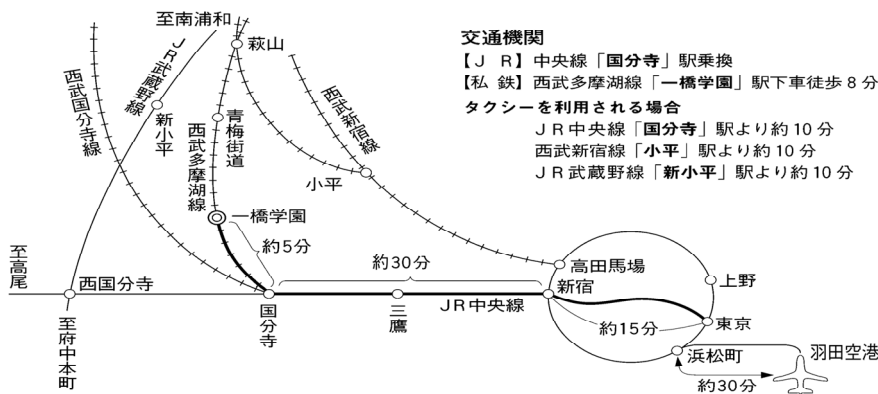 交通機関
【ＪＲ】中央線「国分寺」駅乗換
【私鉄】西武多摩湖線「一橋学園」駅下車徒歩８分
タクシーを利用される場合
ＪＲ中央線「国分寺」駅より約10分
西武新宿線「小平」駅より約10分
ＪＲ武蔵野線「新小平」駅より約10分
至南浦和
萩山
ＪＲ武蔵野線
西武国分寺線
新小平
青梅街道
西武多摩湖線
西武新宿線
小平
一橋学園
約5分
至高尾
西国分寺
約30分
高田馬場
新宿
上野
国分寺
三鷹
ＪＲ中央線
約15分
東京
至府中本町
浜松町
羽田空港
約30分